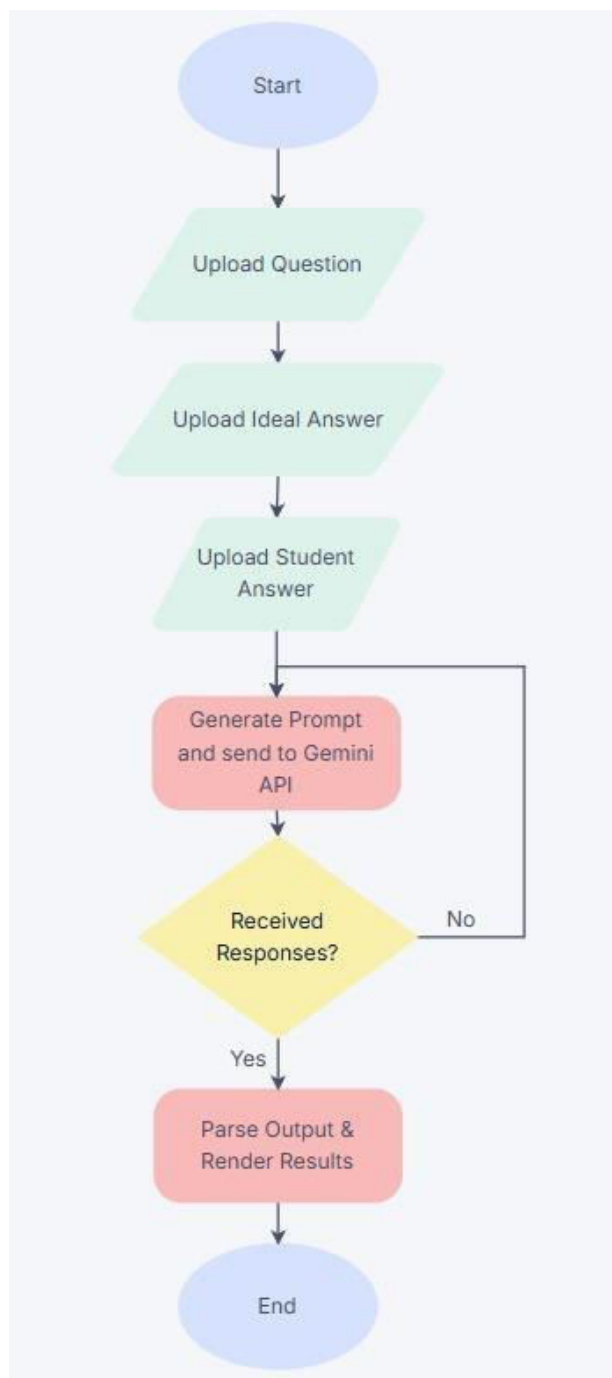 Start
Upload Question
Upload Ideal Answer
Upload Student
Answer
Generate Prompt
and send to Gemini
API
Received
Responses?
No
Yes
Parse Output &
Render Results
End